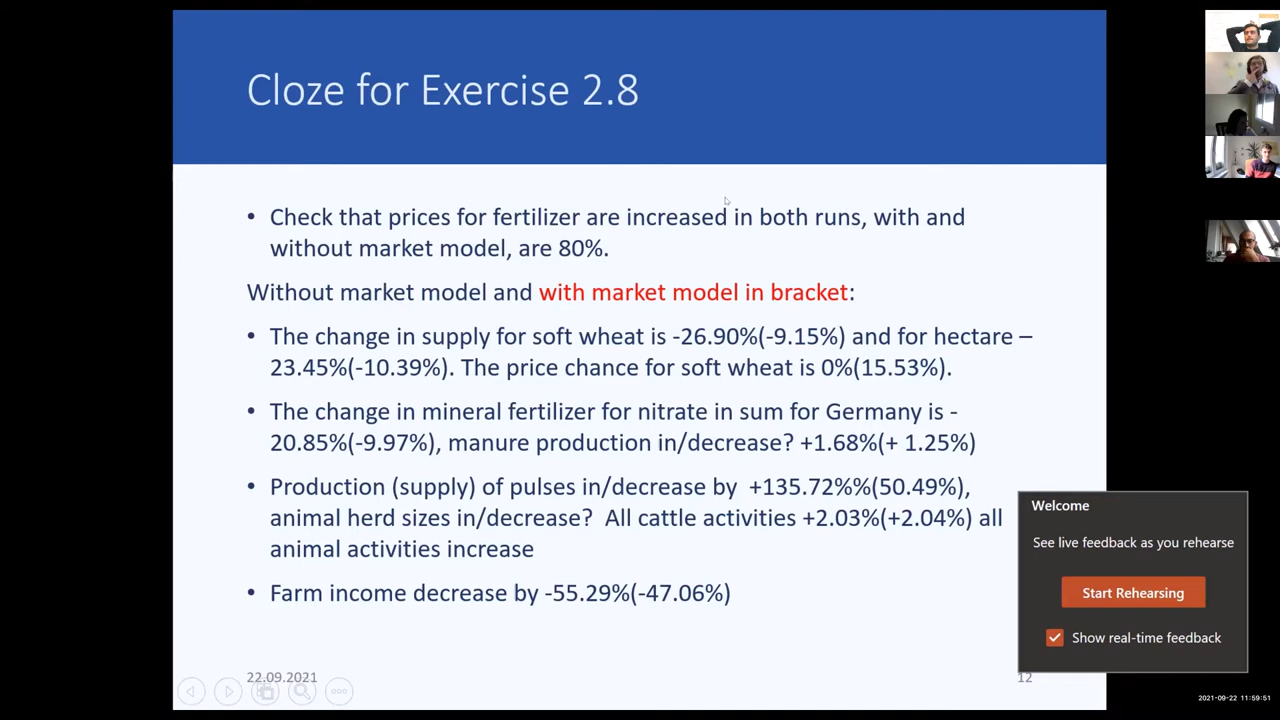 Cloze for Exercise 2.8
• Check that prices for fertilizer are increased in both runs, with and
without market model, are 80%.
Without market model and with market model in bracket:
• The change in supply for soft wheat is -26.90%(-9.15%) and for hectare –
23.45%(-10.39%). The price chance for soft wheat is 0%(15.53%).
• The change in mineral fertilizer for nitrate in sum for Germany is -
20.85%(-9.97%), manure production in/decrease? +1.68%(+ 1.25%)
• Production (supply) of pulses in/decrease by +135.72%%(50.49%),
animal herd sizes in/decrease? All cattle activities +2.03%(+2.04%) all
animal activities increase
• Farm income decrease by -55.29%(-47.06%)
Welcome
See live feedback as you rehearse
Start Rehearsing
Show real-time feedback
22.09.2021
12
2021-09-22 11:59:51